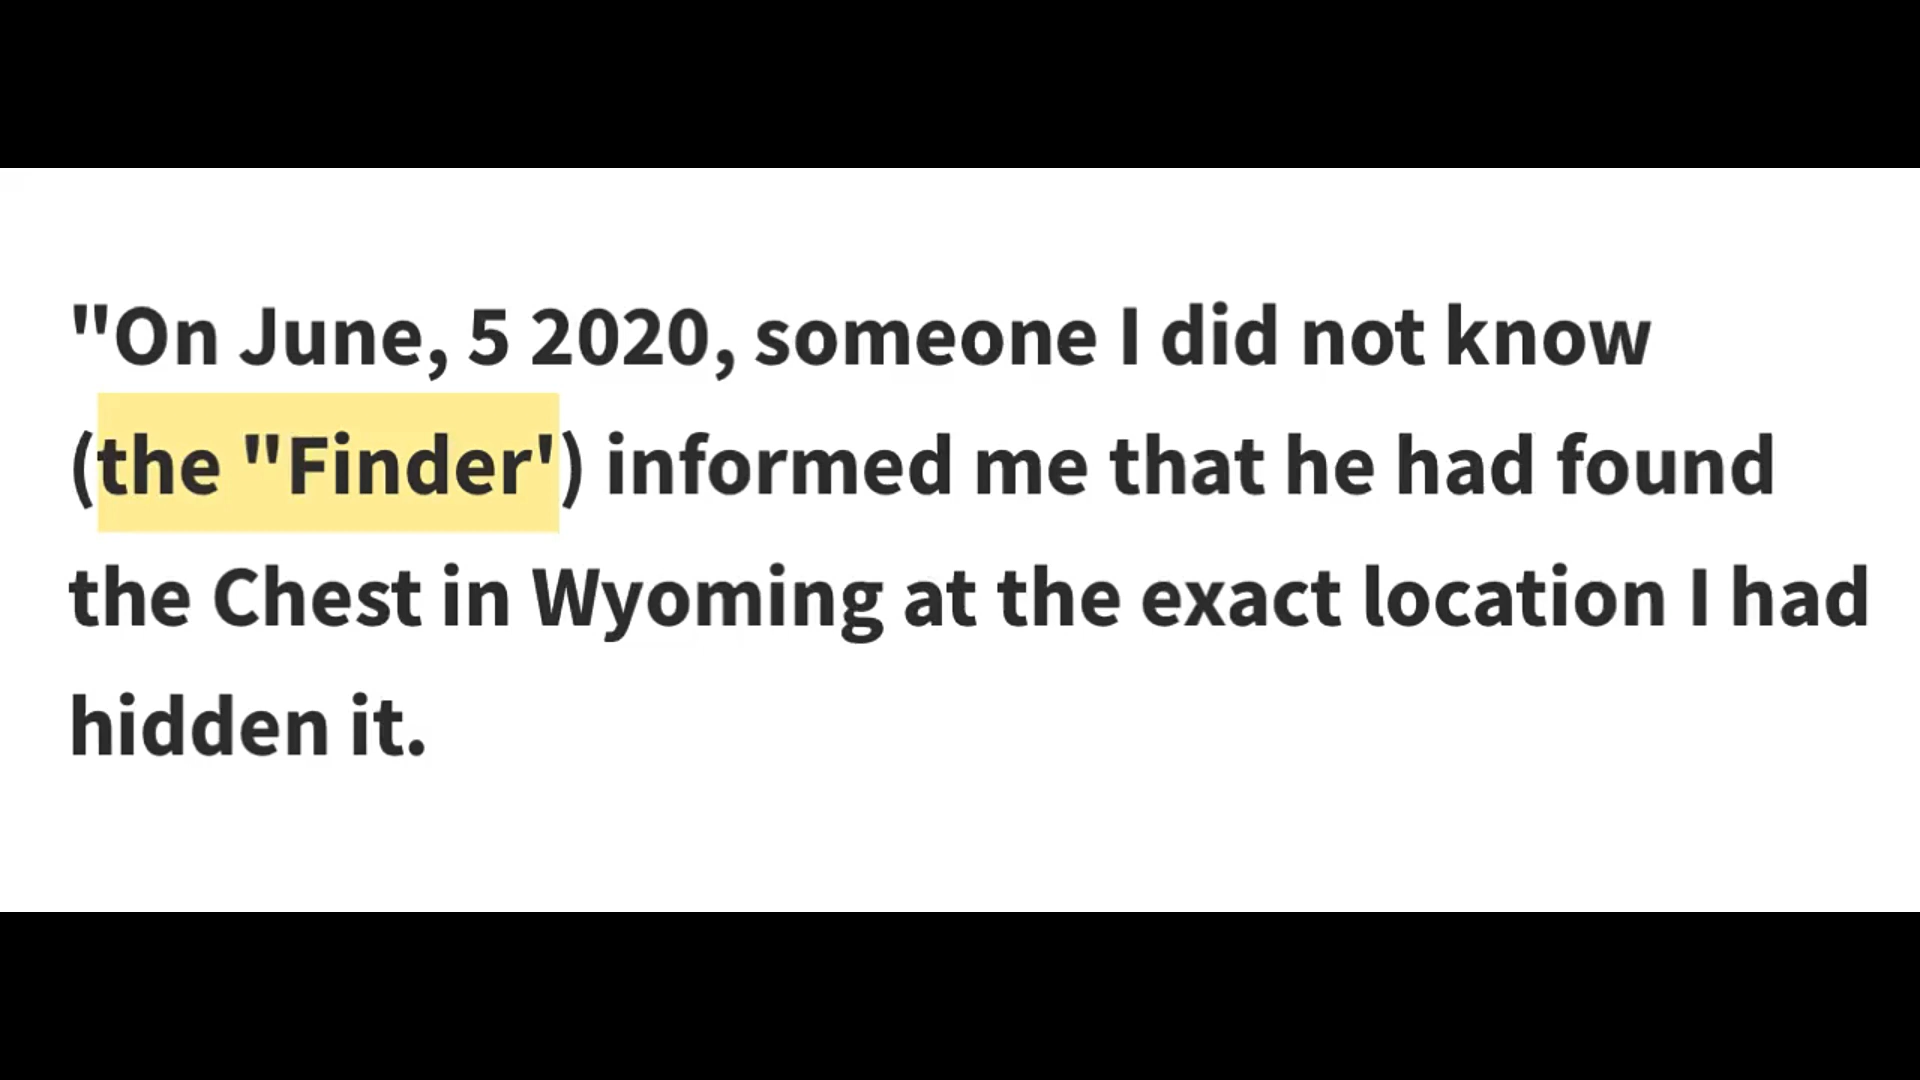 "On June, 5 2020, someone I did not know
(the "Finder') informed me that he had found
the Chest in Wyoming at the exact location I had
hidden it.